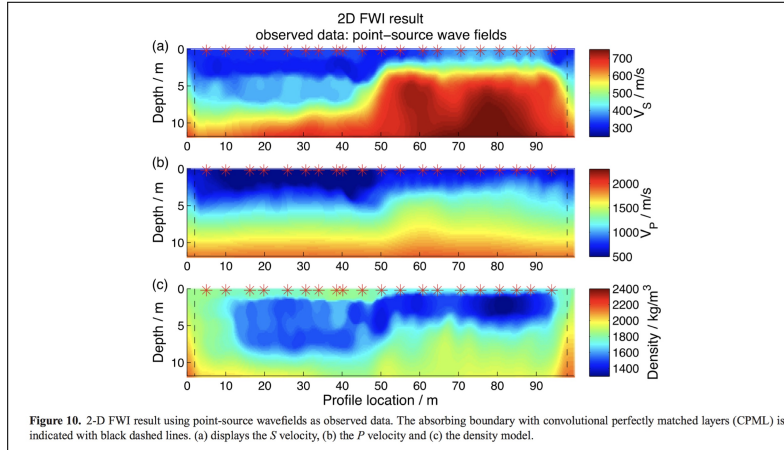 2D FWI result
observed data: point−source wave fields
(a)
0
5
10
Depth / m
0 10 20 30 40 50 60 70 80 90
700
600
500
400
300
V_S / m/s
(b)
0
5
10
Depth / m
0 10 20 30 40 50 60 70 80 90
2000
1500
1000
500
V_P / m/s
(c)
0
5
10
Depth / m
0 10 20 30 40 50 60 70 80 90
Profile location / m
2400
2200
2000
1800
1600
1400
Density / kg/m³
Figure 10. 2-D FWI result using point-source wavefields as observed data. The absorbing boundary with convolutional perfectly matched layers (CPML) is
indicated with black dashed lines. (a) displays the S velocity, (b) the P velocity and (c) the density model.